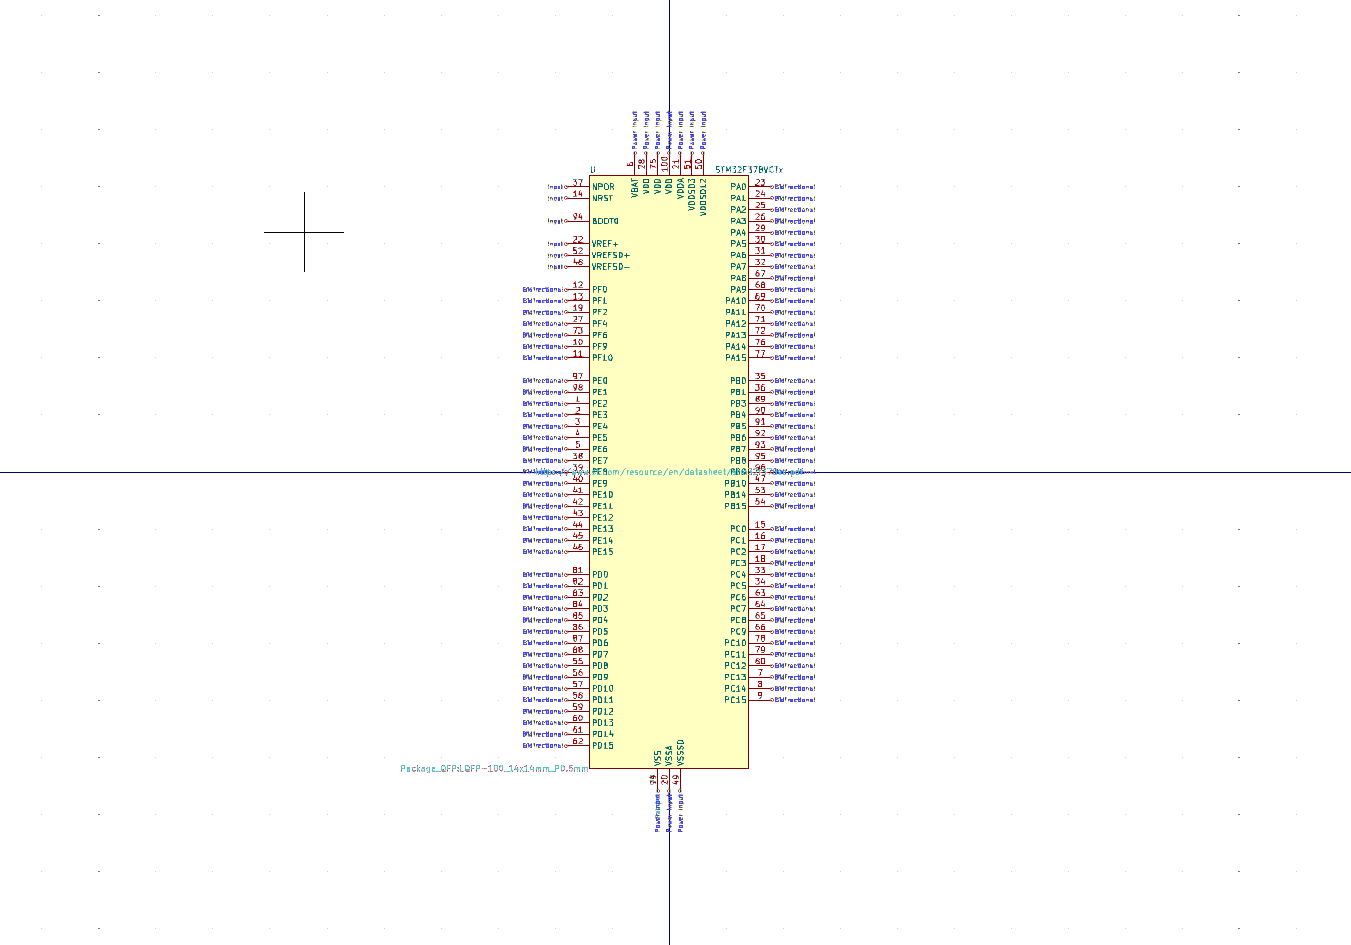 Power input Power input Power input Power input Power input Power input Power input
6 28 75 100 21 51 50
U STM32F378VCTx
VBAT VDD VDD VDD VDDA VDDSD3 VDDSD12
Input 37 NPOR PA0 23 Bidirectional
Input 14 NRST PA1 24 Bidirectional
PA2 25 Bidirectional
Input 94 BOOT0 PA3 26 Bidirectional
PA4 29 Bidirectional
Input 22 VREF+ PA5 30 Bidirectional
Input 52 VREFSD+ PA6 31 Bidirectional
Input 48 VREFSD- PA7 32 Bidirectional
PA8 67 Bidirectional
Bidirectional 12 PF0 PA9 68 Bidirectional
Bidirectional 13 PF1 PA10 69 Bidirectional
Bidirectional 19 PF2 PA11 70 Bidirectional
Bidirectional 27 PF4 PA12 71 Bidirectional
Bidirectional 73 PF6 PA13 72 Bidirectional
Bidirectional 10 PF9 PA14 76 Bidirectional
Bidirectional 11 PF10 PA15 77 Bidirectional
Bidirectional 97 PE0 PB0 35 Bidirectional
Bidirectional 98 PE1 PB1 36 Bidirectional
Bidirectional 1 PE2 PB3 89 Bidirectional
Bidirectional 2 PE3 PB4 90 Bidirectional
Bidirectional 3 PE4 PB5 91 Bidirectional
Bidirectional 4 PE5 PB6 92 Bidirectional
Bidirectional 5 PE6 PB7 93 Bidirectional
Bidirectional 38 PE7 PB8 95 Bidirectional
Bidirectional 39 PE8 PB9 96 Bidirectional
Bidirectional 40 PE9 PB10 47 Bidirectional
Bidirectional 41 PE10 PB14 53 Bidirectional
Bidirectional 42 PE11 PB15 54 Bidirectional
Bidirectional 43 PE12
Bidirectional 44 PE13 PC0 15 Bidirectional
Bidirectional 45 PE14 PC1 16 Bidirectional
Bidirectional 46 PE15 PC2 17 Bidirectional
PC3 18 Bidirectional
Bidirectional 81 PD0 PC4 33 Bidirectional
Bidirectional 82 PD1 PC5 34 Bidirectional
Bidirectional 83 PD2 PC6 63 Bidirectional
Bidirectional 84 PD3 PC7 64 Bidirectional
Bidirectional 85 PD4 PC8 65 Bidirectional
Bidirectional 86 PD5 PC9 66 Bidirectional
Bidirectional 87 PD6 PC10 78 Bidirectional
Bidirectional 88 PD7 PC11 79 Bidirectional
Bidirectional 55 PD8 PC12 80 Bidirectional
Bidirectional 56 PD9 PC13 7 Bidirectional
Bidirectional 57 PD10 PC14 8 Bidirectional
Bidirectional 58 PD11 PC15 9 Bidirectional
Bidirectional 59 PD12
Bidirectional 60 PD13
Bidirectional 61 PD14
Bidirectional 62 PD15
VSS VSSA VSSSD
Package_QFP:LQFP-100_14x14mm_P0.5mm
20 49
Power input Power input